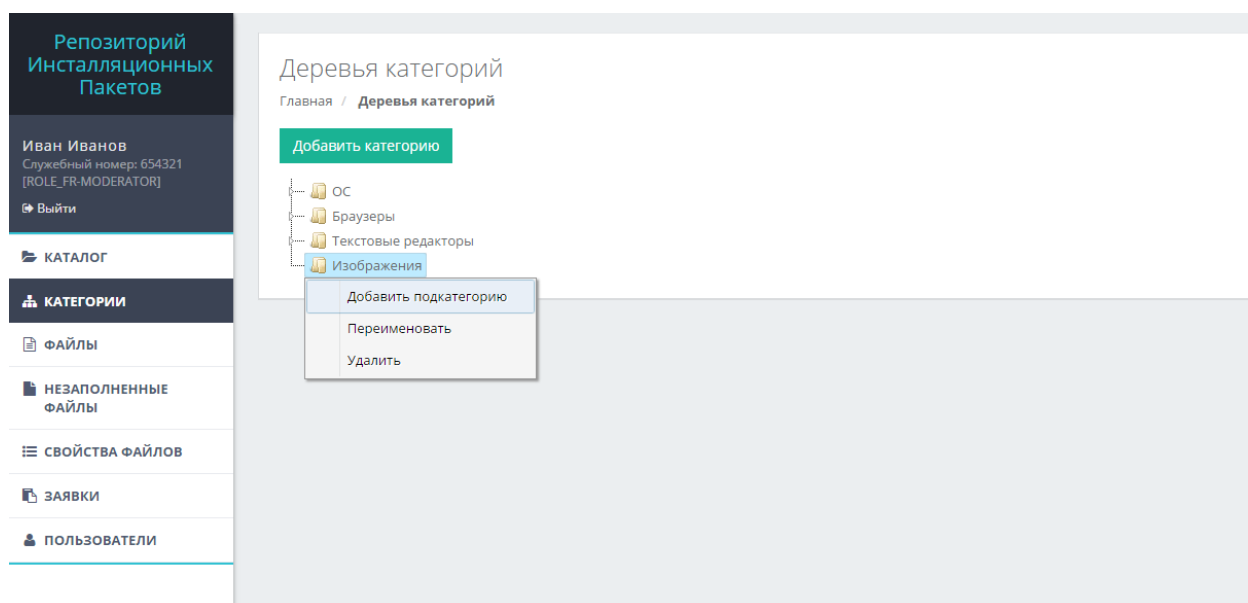 Репозиторий
Инсталляционных
Пакетов
Иван Иванов
Служебный номер: 654321
[ROLE_FR-MODERATOR]
Выйти
КАТАЛОГ
КАТЕГОРИИ
ФАЙЛЫ
НЕЗАПОЛНЕННЫЕ
ФАЙЛЫ
СВОЙСТВА ФАЙЛОВ
ЗАЯВКИ
ПОЛЬЗОВАТЕЛИ
Деревья категорий
Главная / Деревья категорий
Добавить категорию
ОС
Браузеры
Текстовые редакторы
Изображения
Добавить подкатегорию
Переименовать
Удалить